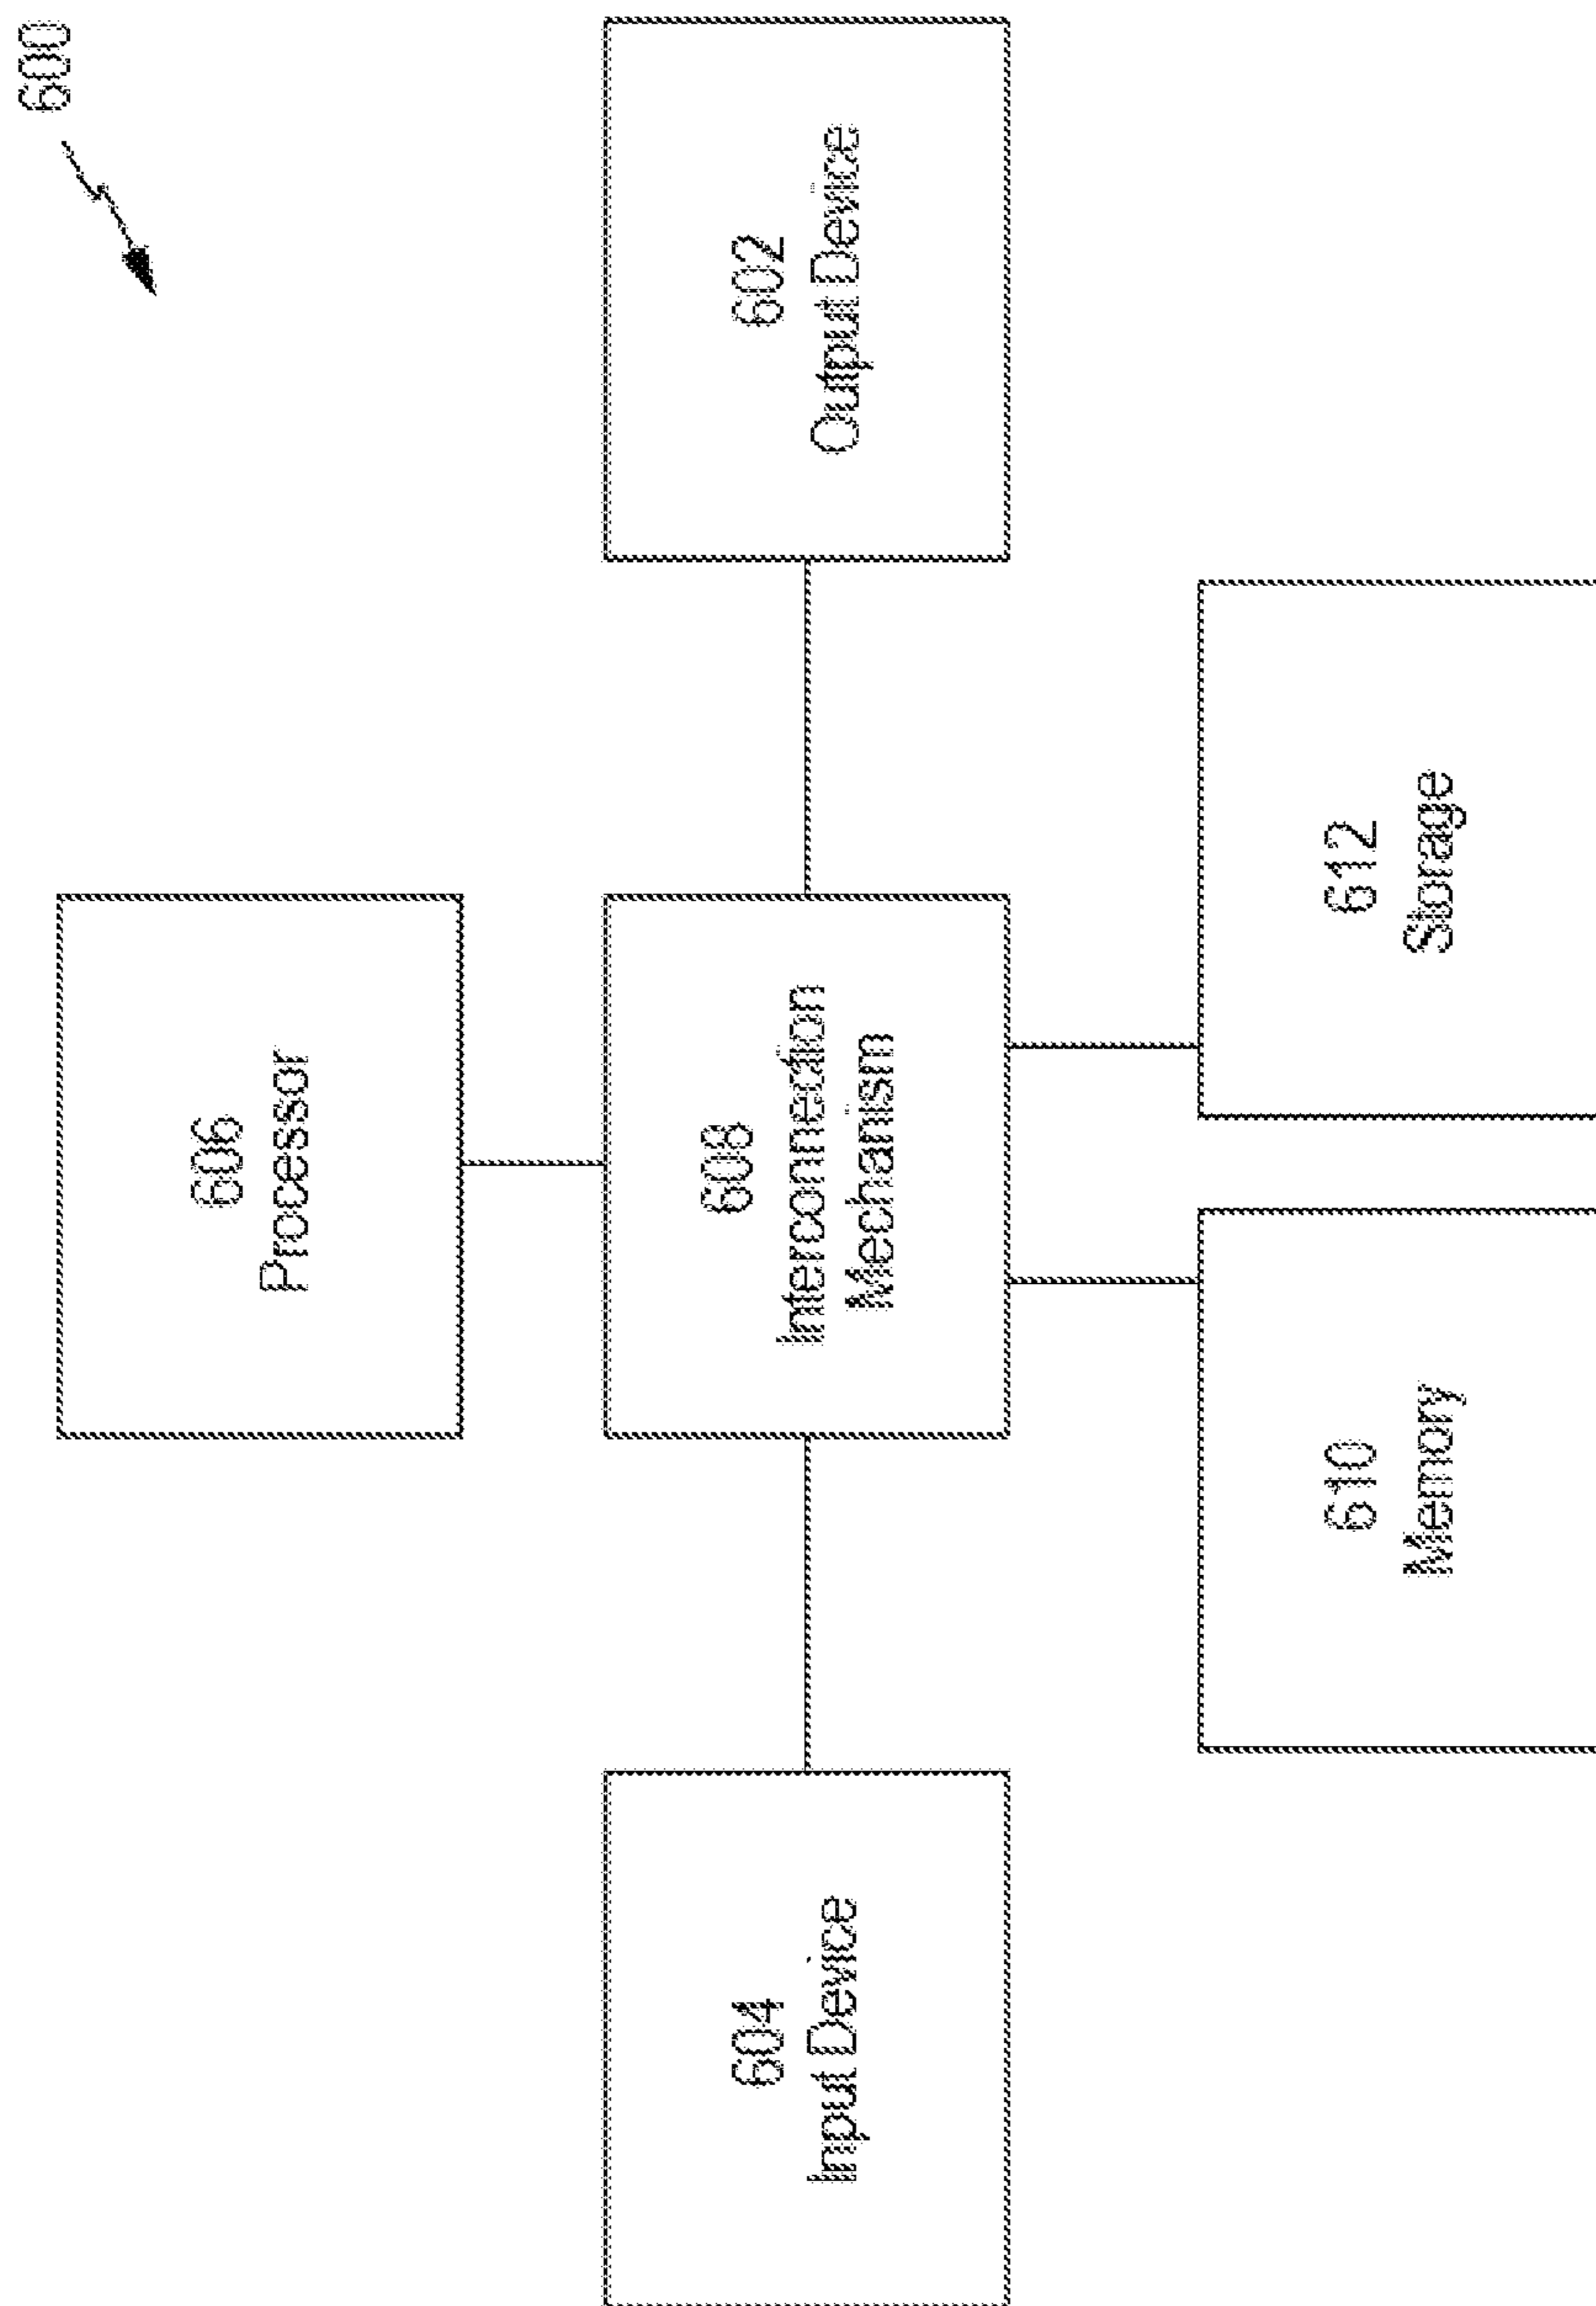 600
606
Processor
604
Input Device
608
Interconnection
Mechanism
602
Output Device
610
Memory
612
Storage